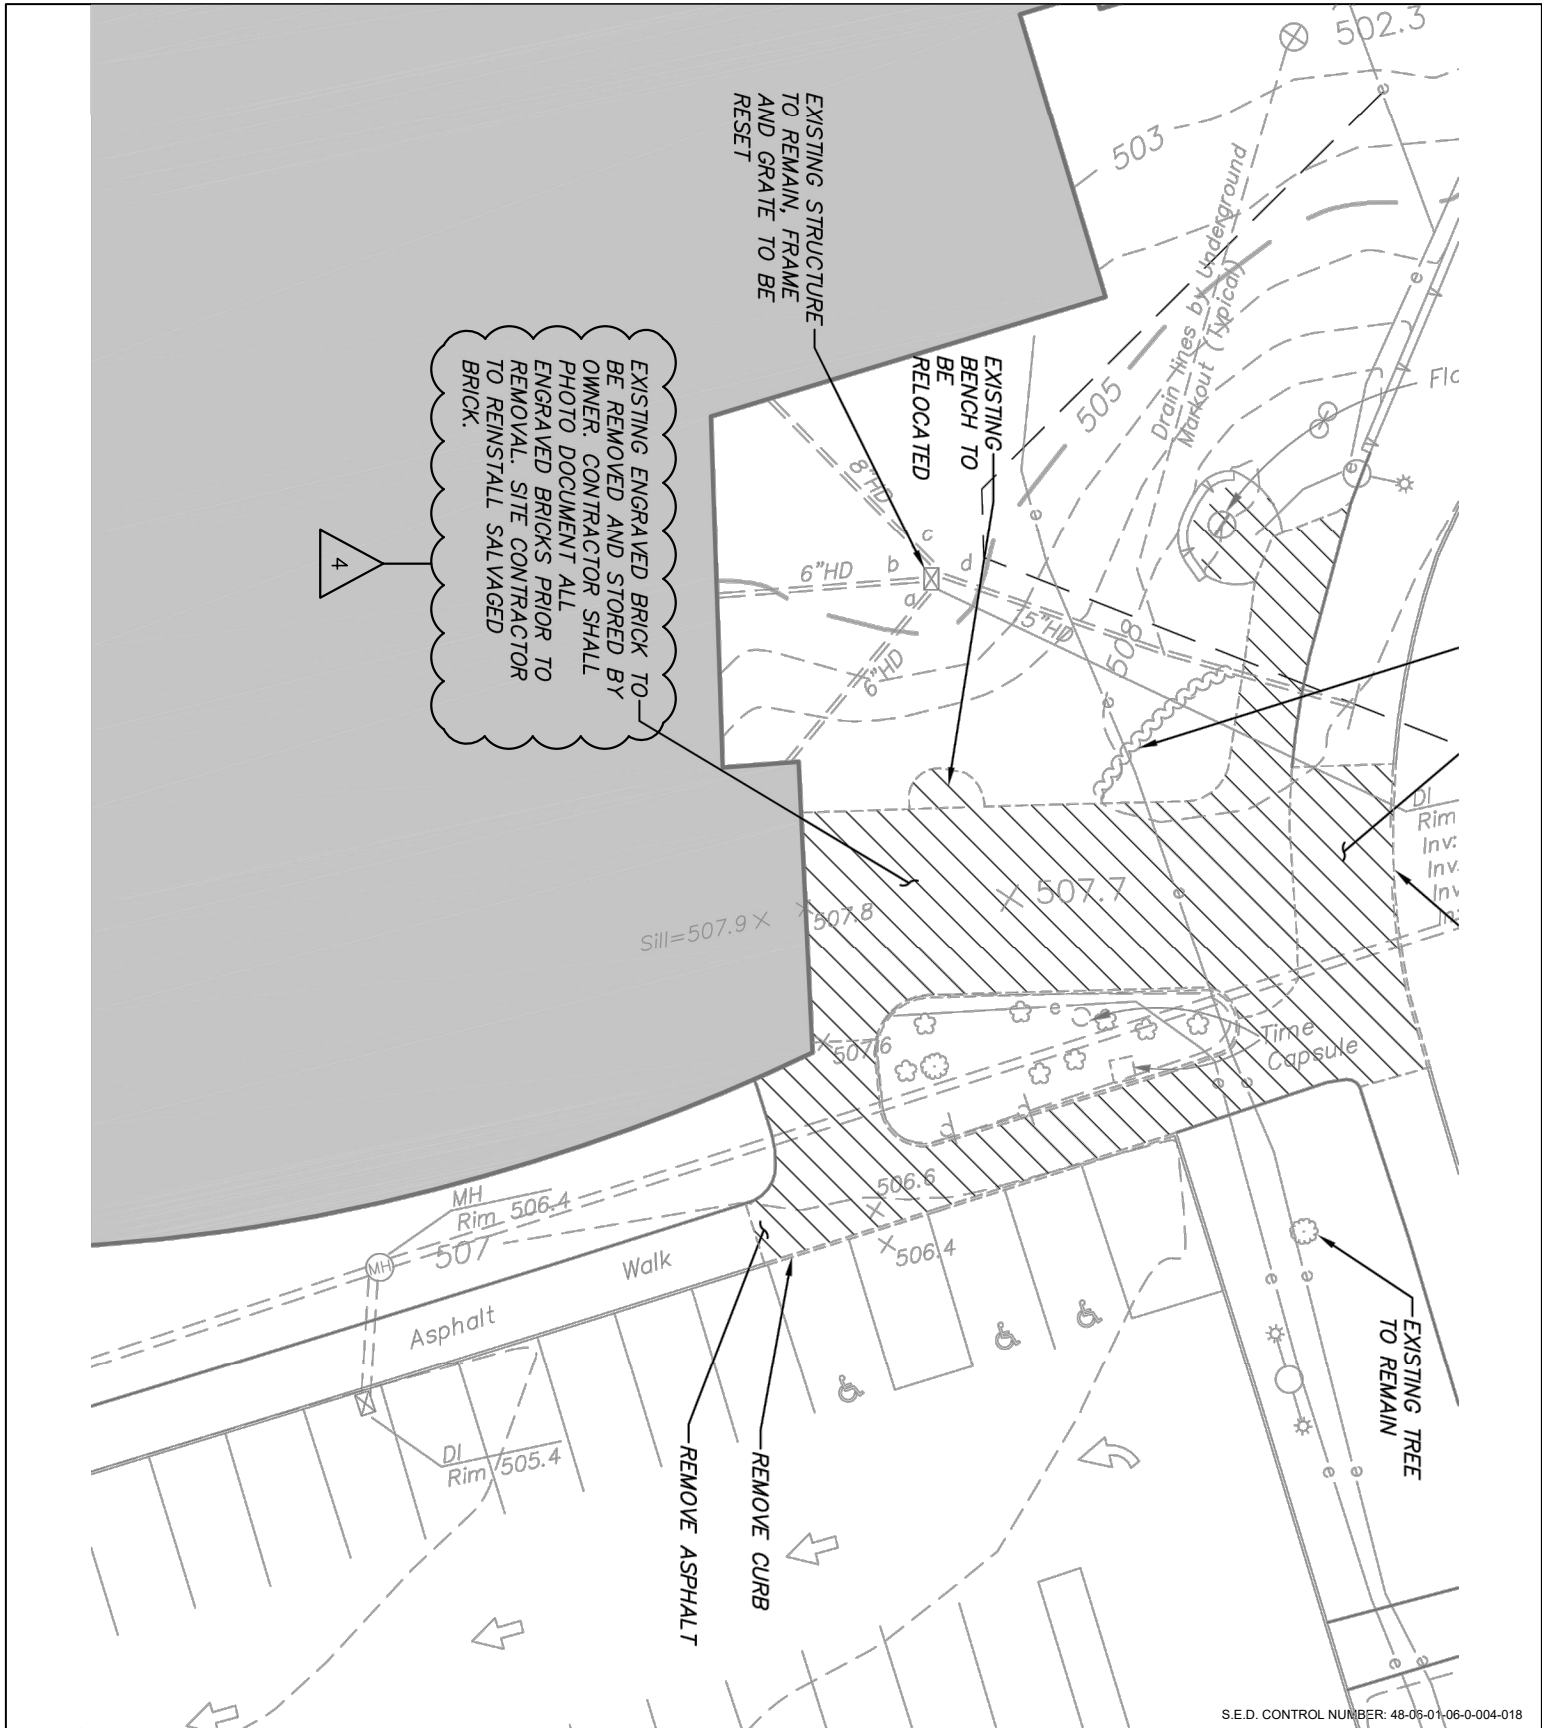 502.3
503
Drain lines by Underground
Markout (Typical)
505
EXISTING STRUCTURE
TO REMAIN, FRAME
AND GRATE TO BE
RESET
EXISTING
BENCH TO
BE
RELOCATED
EXISTING ENGRAVED BRICK TO
BE REMOVED AND STORED BY
OWNER. CONTRACTOR SHALL
PHOTO DOCUMENT ALL
ENGRAVED BRICKS PRIOR TO
REMOVAL. SITE CONTRACTOR
TO REINSTALL SALVAGED
BRICK.
4
8"HD
6"HD
6"HD
15"HD
a
b
c
d
DI
Rim
Inv:
507.7
507.8
Sill=507.9
507.6
Time
Capsule
506.6
506.4
MH
Rim 506.4
MH
507
Asphalt
Walk
DI
Rim 505.4
REMOVE CURB
REMOVE ASPHALT
EXISTING TREE
TO REMAIN
S.E.D. CONTROL NUMBER: 48-06-01-06-0-004-018